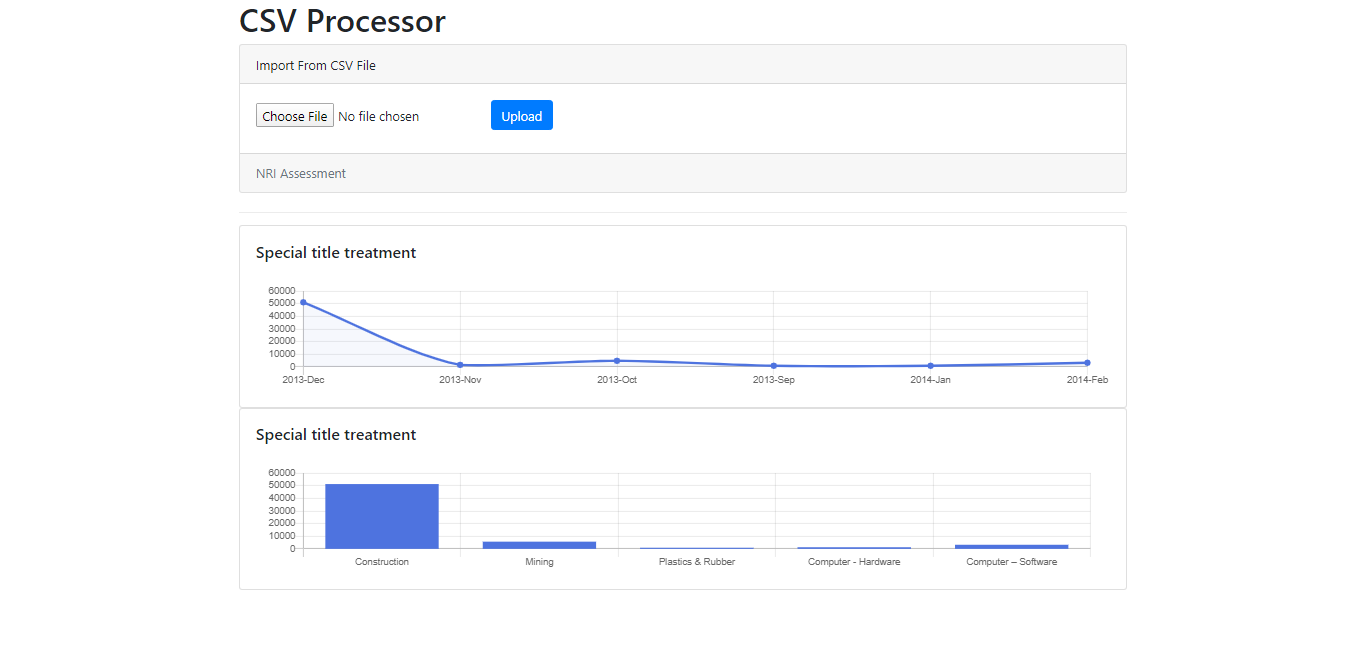 CSV Processor
Import From CSV File
Choose File No file chosen Upload
NRI Assessment
Special title treatment
60000
50000
40000
30000
20000
10000
0
2013-Dec 2013-Nov 2013-Oct 2013-Sep 2014-Jan 2014-Feb
Special title treatment
60000
50000
40000
30000
20000
10000
0
Construction Mining Plastics & Rubber Computer - Hardware Computer – Software